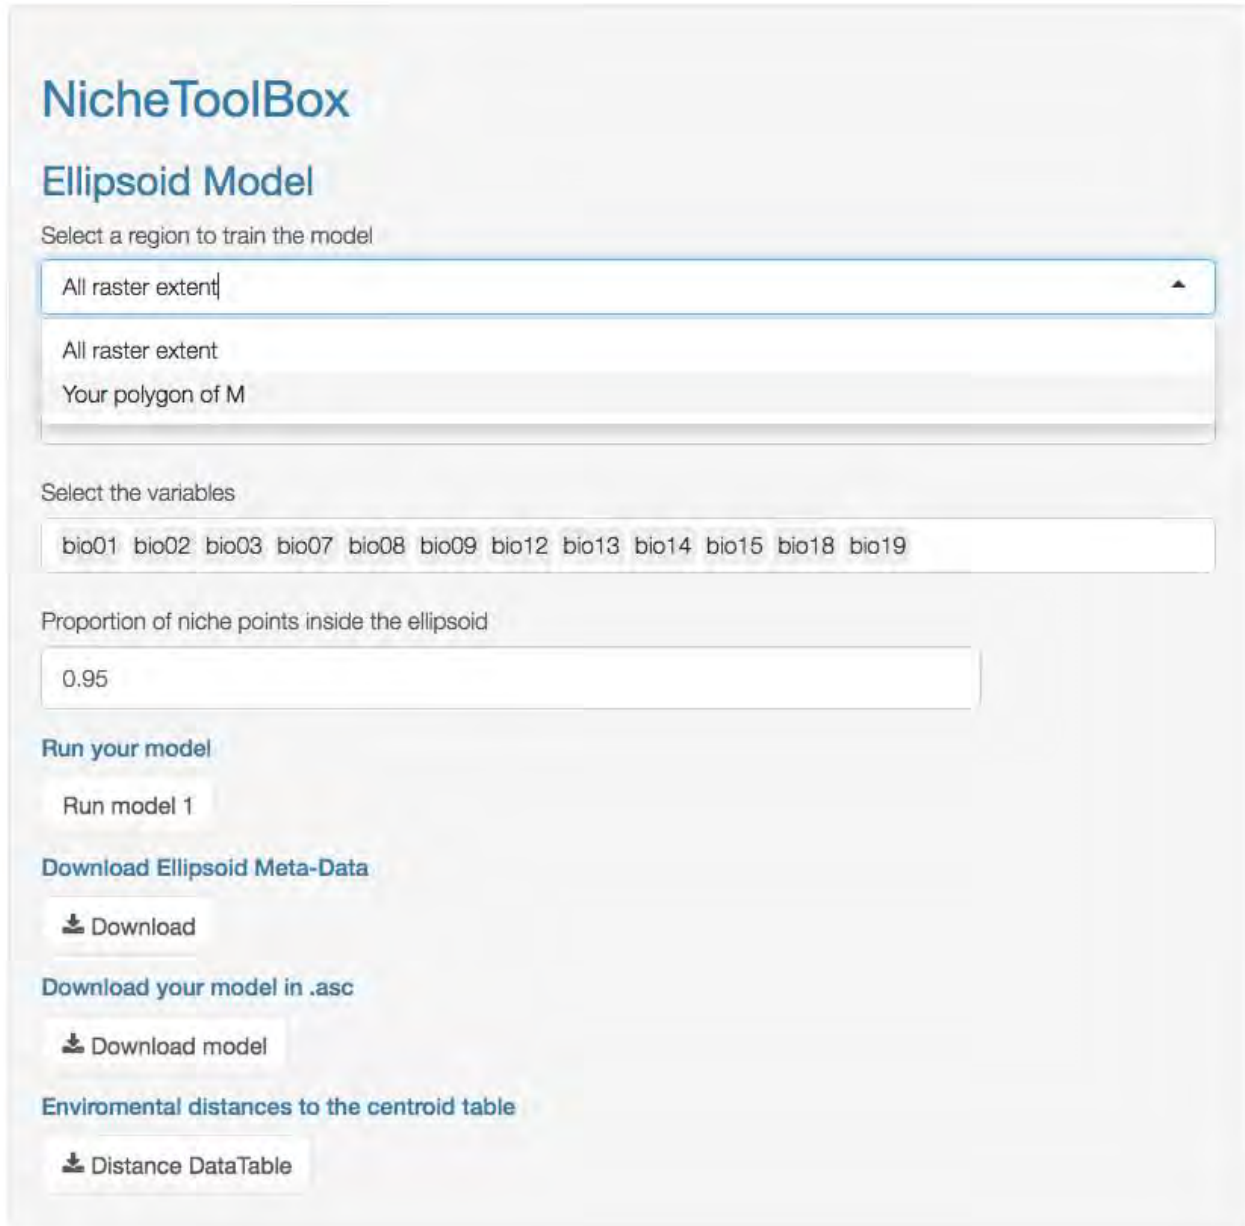 NicheToolBox
Ellipsoid Model
Select a region to train the model
All raster extent
All raster extent
Your polygon of M
Select the variables
bio01 bio02 bio03 bio07 bio08 bio09 bio12 bio13 bio14 bio15 bio18 bio19
Proportion of niche points inside the ellipsoid
0.95
Run your model
Run model 1
Download Ellipsoid Meta-Data
Download
Download your model in .asc
Download model
Enviromental distances to the centroid table
Distance DataTable